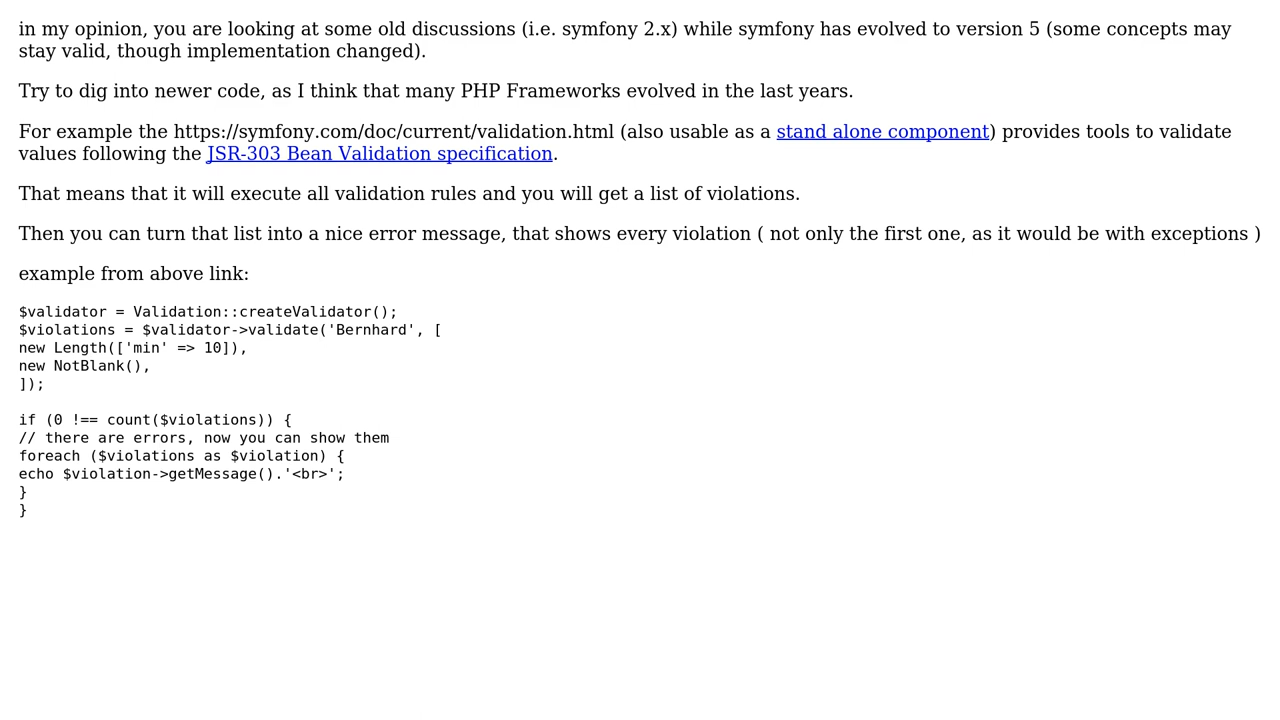 in my opinion, you are looking at some old discussions (i.e. symfony 2.x) while symfony has evolved to version 5 (some concepts may
stay valid, though implementation changed).
Try to dig into newer code, as I think that many PHP Frameworks evolved in the last years.
For example the https://symfony.com/doc/current/validation.html (also usable as a stand alone component) provides tools to validate
values following the JSR-303 Bean Validation specification.
That means that it will execute all validation rules and you will get a list of violations.
Then you can turn that list into a nice error message, that shows every violation ( not only the first one, as it would be with exceptions )
example from above link:
$validator = Validation::createValidator();
$violations = $validator->validate('Bernhard', [
new Length(['min' => 10]),
new NotBlank(),
]);
if (0 !== count($violations)) {
// there are errors, now you can show them
foreach ($violations as $violation) {
echo $violation->getMessage().'<br>';
}
}